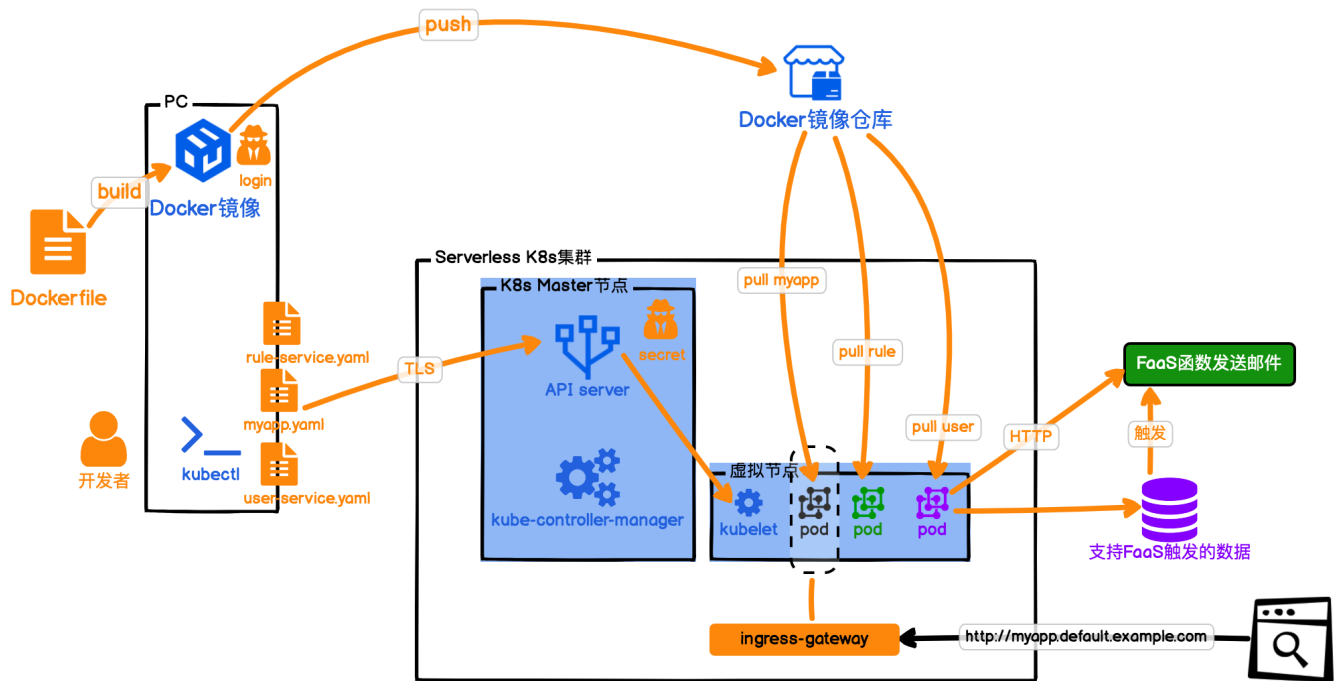 push
Docker镜像仓库
PC
login
build
Docker镜像
Dockerfile
Serverless K8s集群
K8s Master节点
pull myapp
secret
rule-service.yaml
TLS
pull rule
API server
FaaS函数发送邮件
myapp.yaml
pull user
HTTP
触发
开发者
kubectl
虚拟节点
user-service.yaml
kube-controller-manager
kubelet
pod
pod
pod
支持FaaS触发的数据
ingress-gateway
http://myapp.default.example.com